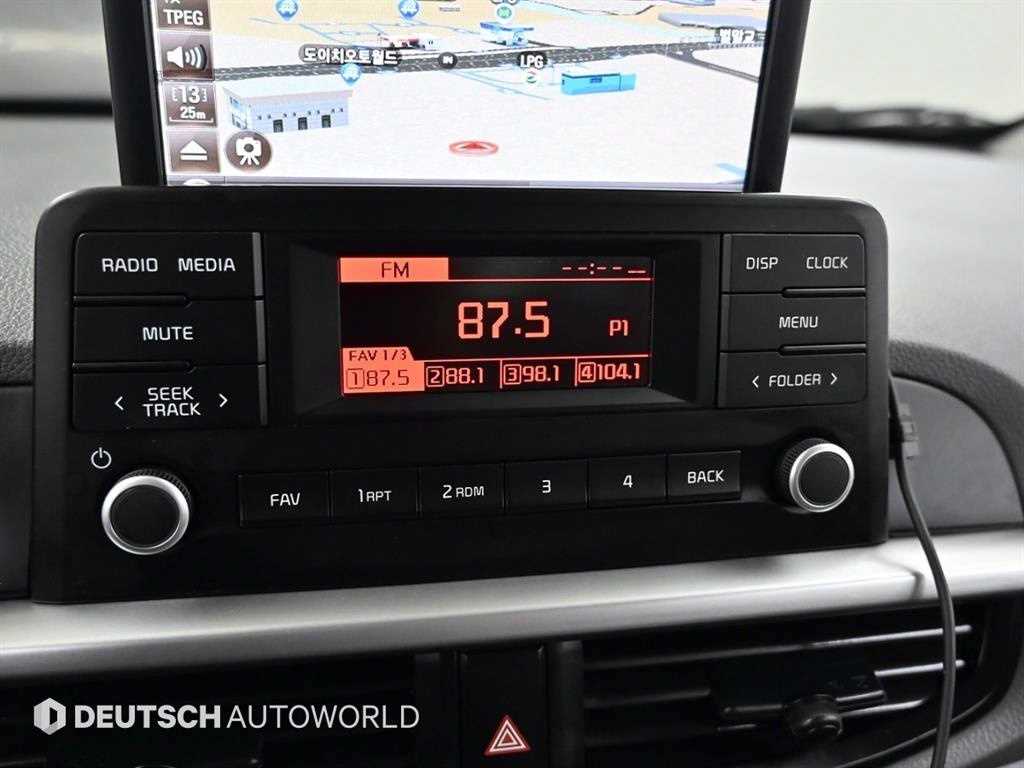 TPEG
도이치오토월드
IN
LPG
13
25m
RADIO MEDIA
MUTE
SEEK
TRACK
FM
--:-- __
87.5 P1
FAV 1/3
1 87.5 2 88.1 3 98.1 4 104.1
DISP CLOCK
MENU
< FOLDER >
FAV 1 RPT 2 RDM 3 4 BACK
DEUTSCH AUTOWORLD